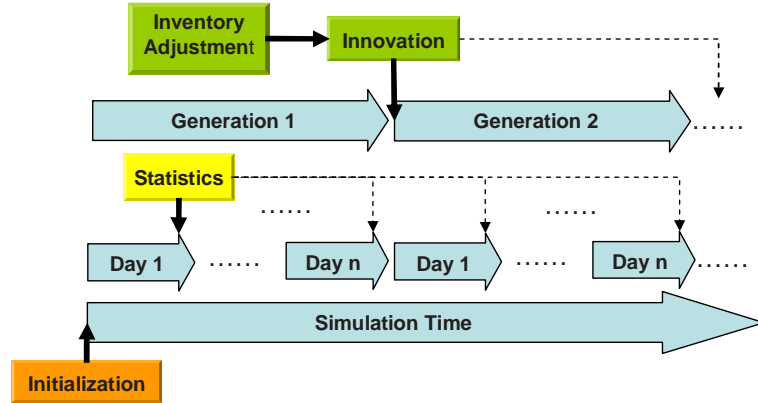 Inventory
Adjustment
Innovation
Generation 1
Generation 2
......
Statistics
......
......
Day 1
......
Day n
Day 1
......
Day n
......
Simulation Time
Initialization